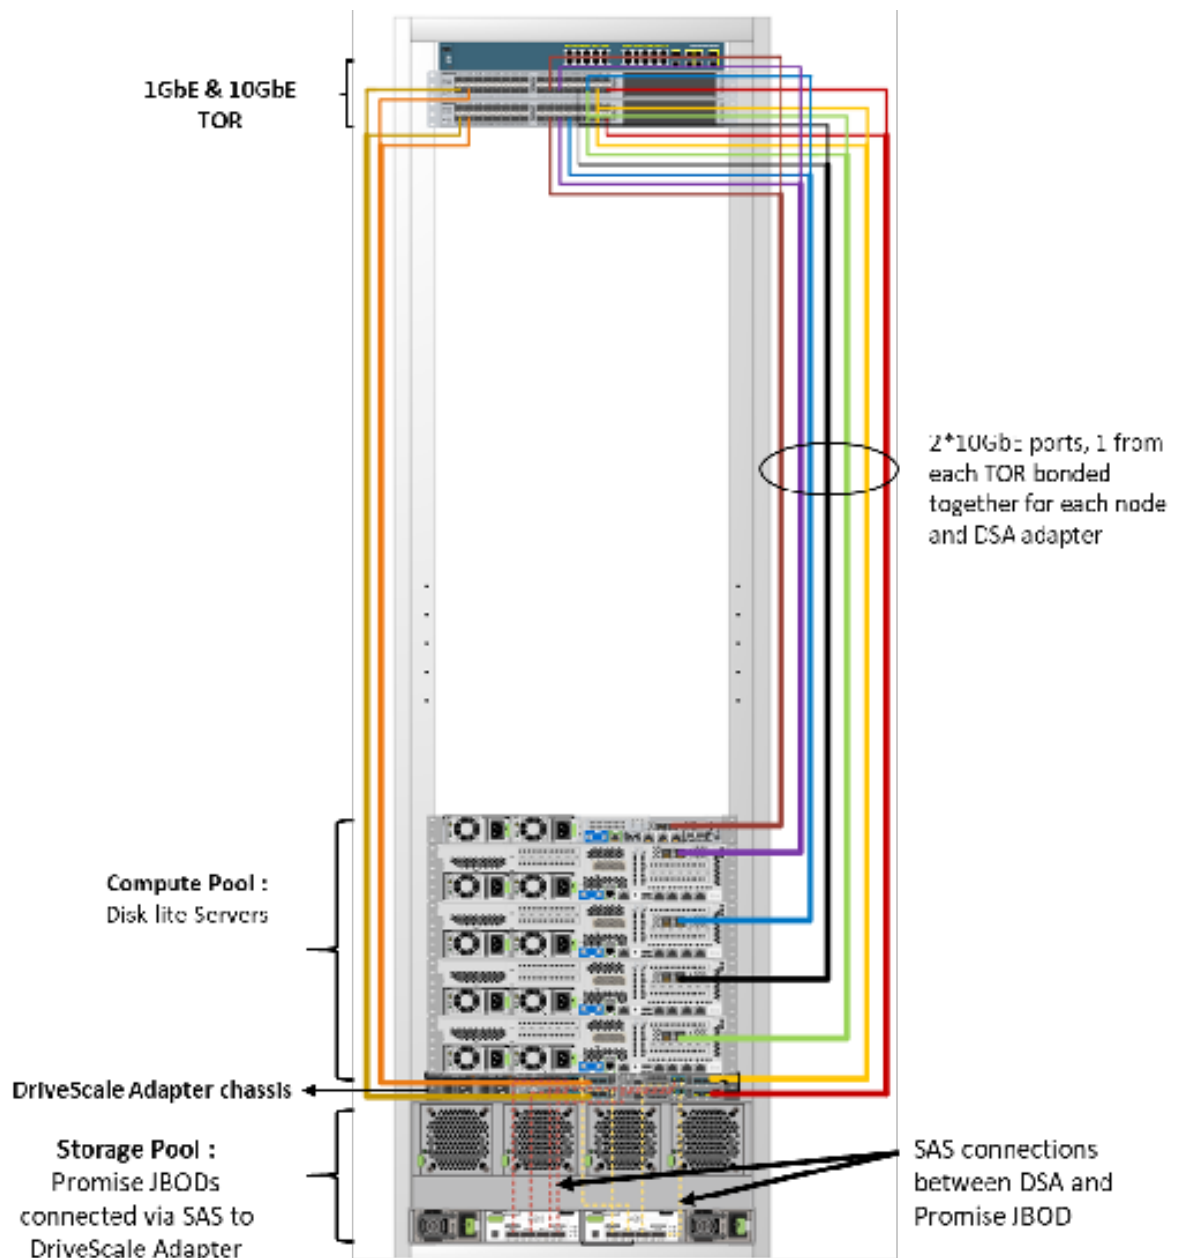 1GbE & 10GbE
TOR
2*10GbE ports, 1 from
each TOR bonded
together for each node
and DSA adapter
Compute Pool :
Disk lite Servers
DriveScale Adapter chassis
Storage Pool :
Promise JBODs
connected via SAS to
DriveScale Adapter
SAS connections
between DSA and
Promise JBOD